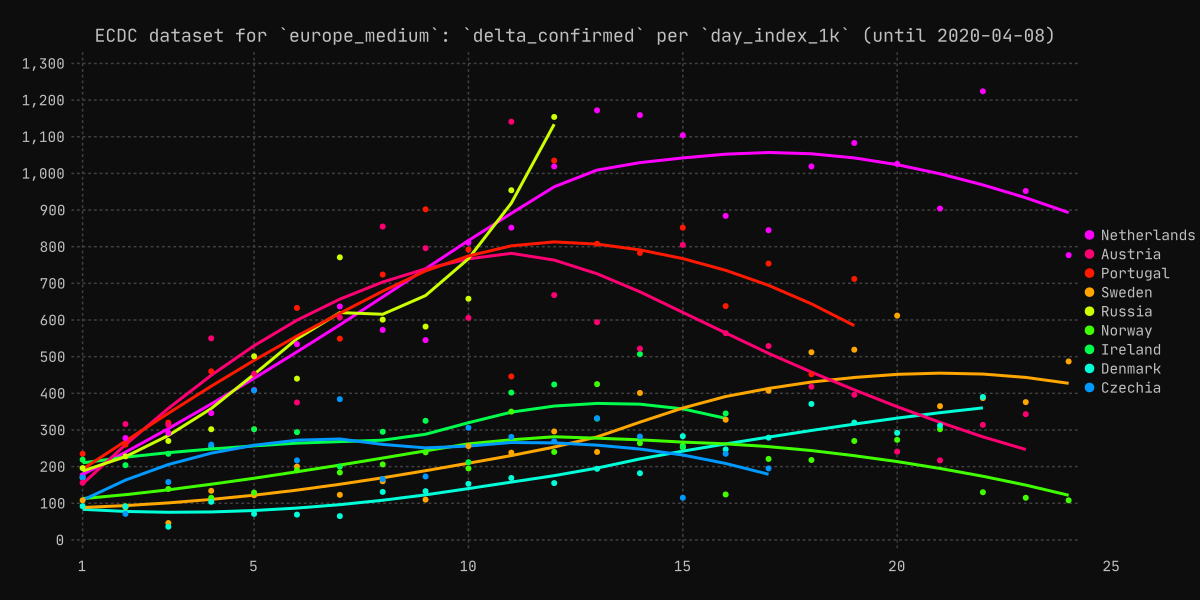 ECDC dataset for `europe_medium`: `delta_confirmed` per `day_index_1k` (until 2020-04-08)
1,300
1,200
1,100
1,000
900
800
700
600
500
400
300
200
100
0
1 5 10 15 20 25
Netherlands
Austria
Portugal
Sweden
Russia
Norway
Ireland
Denmark
Czechia